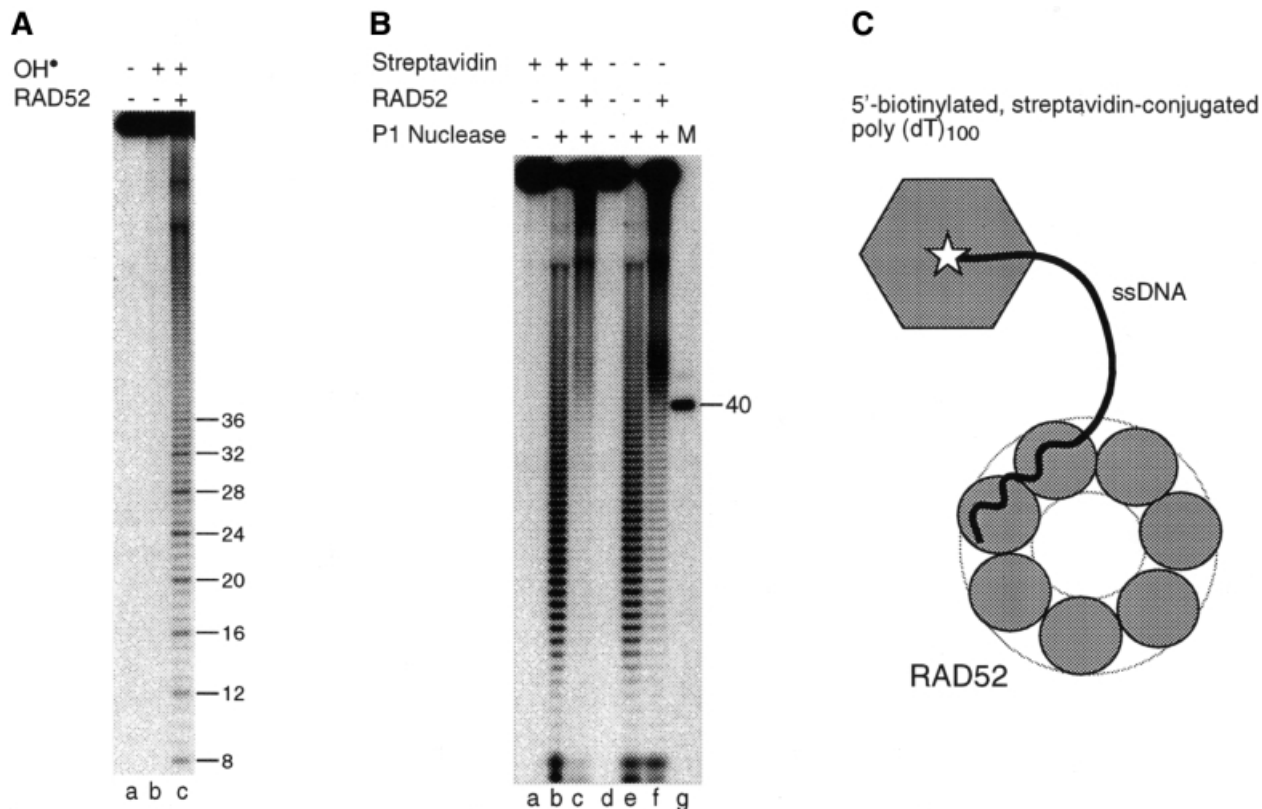 A
OH• - + +
RAD52 - - +
36
32
28
24
20
16
12
8
a b c
B
Streptavidin + + + - - -
RAD52 - - + - - +
P1 Nuclease - + + - + + M
40
a b c d e f g
C
5'-biotinylated, streptavidin-conjugated
poly (dT)100
ssDNA
RAD52